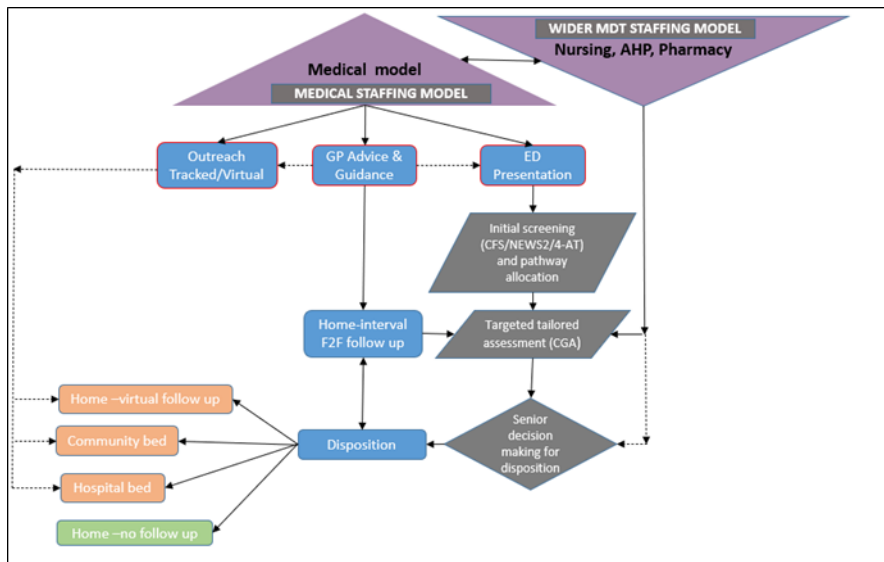 WIDER MDT STAFFING MODEL
Nursing, AHP, Pharmacy
Medical model
MEDICAL STAFFING MODEL
Outreach
Tracked/Virtual
GP Advice &
Guidance
ED
Presentation
Initial screening
(CFS/NEWS2/4-AT)
and pathway
allocation
Home-interval
F2F follow up
Targeted tailored
assessment (CGA)
Home –virtual follow up
Community bed
Hospital bed
Home –no follow up
Disposition
Senior
decision
making for
disposition